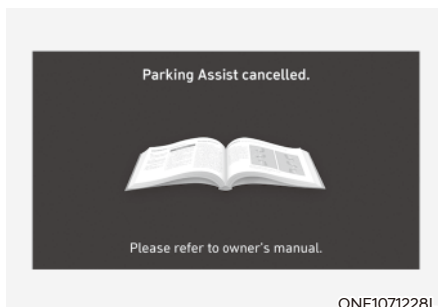 Parking Assist cancelled.
Please refer to owner's manual.
ONE1071228L